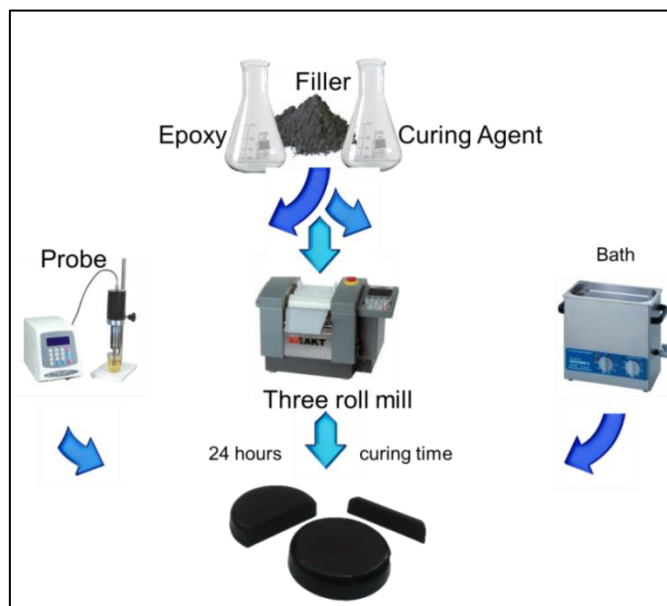 Filler
Epoxy
Curing Agent
Probe
Bath
EXAKT
Three roll mill
24 hours
curing time